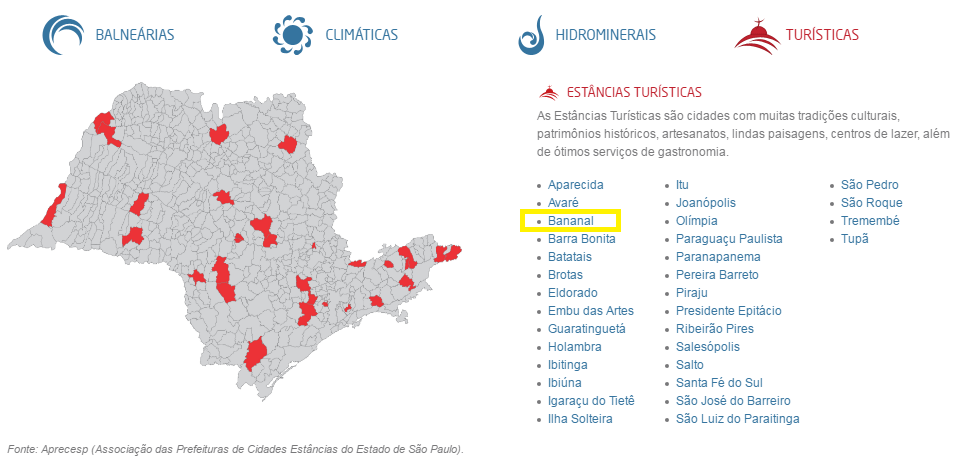 BALNEÁRIAS
CLIMÁTICAS
HIDROMINERAIS
TURÍSTICAS
ESTÂNCIAS TURÍSTICAS
As Estâncias Turísticas são cidades com muitas tradições culturais,
patrimônios históricos, artesanatos, lindas paisagens, centros de lazer, além
de ótimos serviços de gastronomia.
Aparecida
Avaré
Bananal
Barra Bonita
Batatais
Brotas
Eldorado
Embu das Artes
Guaratinguetá
Holambra
Ibitinga
Ibiúna
Igaraçu do Tietê
Ilha Solteira
Itu
Joanópolis
Olímpia
Paraguaçu Paulista
Paranapanema
Pereira Barreto
Piraju
Presidente Epitácio
Ribeirão Pires
Salesópolis
Salto
Santa Fé do Sul
São José do Barreiro
São Luiz do Paraitinga
São Pedro
São Roque
Tremembé
Tupã
Fonte: Aprecesp (Associação das Prefeituras de Cidades Estâncias do Estado de São Paulo).